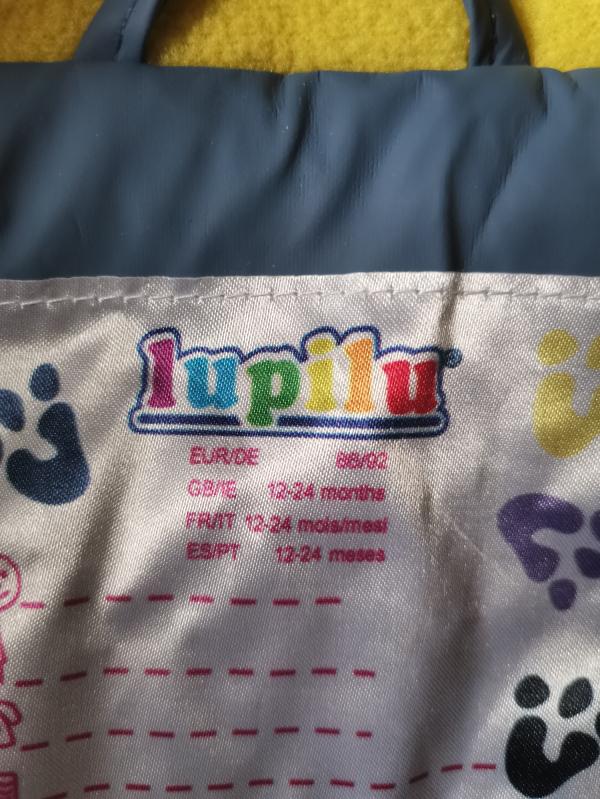 lupilu®
EUR/DE 86/92
GB/IE 12-24 months
FR/IT 12-24 mois/mesi
ES/PT 12-24 meses